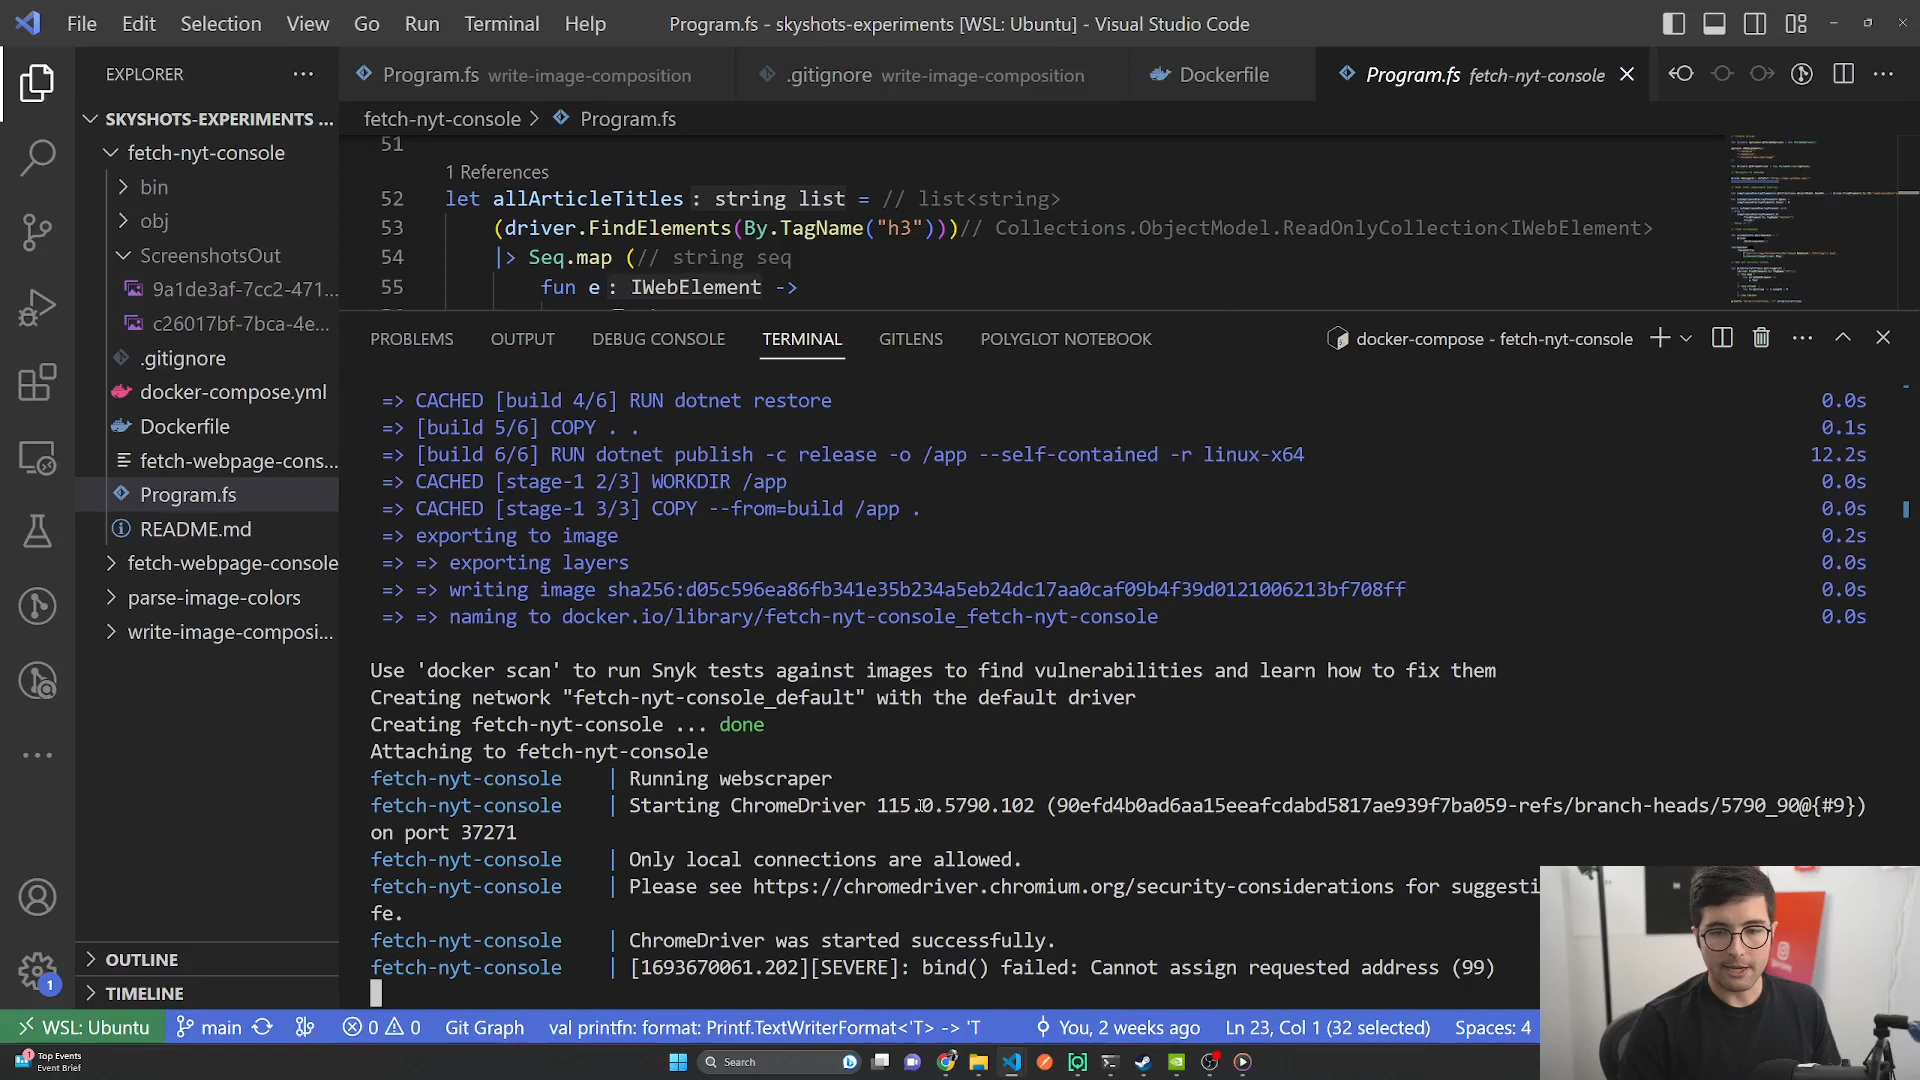 File Edit Selection View Go Run Terminal Help Program.fs - skyshots-experiments [WSL: Ubuntu] - Visual Studio Code
EXPLORER
Program.fs write-image-composition .gitignore write-image-composition Dockerfile Program.fs fetch-nyt-console
SKYSHOTS-EXPERIMENTS ...
fetch-nyt-console > Program.fs
fetch-nyt-console
bin
obj
ScreenshotsOut
9a1de3af-7cc2-471...
c26017bf-7bca-4e...
.gitignore
docker-compose.yml
Dockerfile
fetch-webpage-cons...
Program.fs
README.md
fetch-webpage-console
parse-image-colors
write-image-composi...
OUTLINE
TIMELINE
51
1 References
52 let allArticleTitles : string list = // list<string>
53 (driver.FindElements(By.TagName("h3")))// Collections.ObjectModel.ReadOnlyCollection<IWebElement>
54 |> Seq.map (// string seq
55 fun e : IWebElement ->
PROBLEMS OUTPUT DEBUG CONSOLE TERMINAL GITLENS POLYGLOT NOTEBOOK docker-compose - fetch-nyt-console
=> CACHED [build 4/6] RUN dotnet restore 0.0s
=> [build 5/6] COPY . . 0.1s
=> [build 6/6] RUN dotnet publish -c release -o /app --self-contained -r linux-x64 12.2s
=> CACHED [stage-1 2/3] WORKDIR /app 0.0s
=> CACHED [stage-1 3/3] COPY --from=build /app . 0.0s
=> exporting to image 0.2s
=> => exporting layers 0.0s
=> => writing image sha256:d05c596ea86fb341e35b234a5eb24dc17aa0caf09b4f39d0121006213bf708ff 0.0s
=> => naming to docker.io/library/fetch-nyt-console_fetch-nyt-console 0.0s
Use 'docker scan' to run Snyk tests against images to find vulnerabilities and learn how to fix them
Creating network "fetch-nyt-console_default" with the default driver
Creating fetch-nyt-console ... done
Attaching to fetch-nyt-console
fetch-nyt-console | Running webscraper
fetch-nyt-console | Starting ChromeDriver 115.0.5790.102 (90efd4b0ad6aa15eeafcdabd5817ae939f7ba059-refs/branch-heads/5790_90@{#9})
on port 37271
fetch-nyt-console | Only local connections are allowed.
fetch-nyt-console | Please see https://chromedriver.chromium.org/security-considerations for suggesti
fe.
fetch-nyt-console | ChromeDriver was started successfully.
fetch-nyt-console | [1693670061.202][SEVERE]: bind() failed: Cannot assign requested address (99)
1
WSL: Ubuntu main 0 0 Git Graph val printfn: format: Printf.TextWriterFormat<'T> -> 'T You, 2 weeks ago Ln 23, Col 1 (32 selected) Spaces: 4
1
Top Events
Event Brief
Search